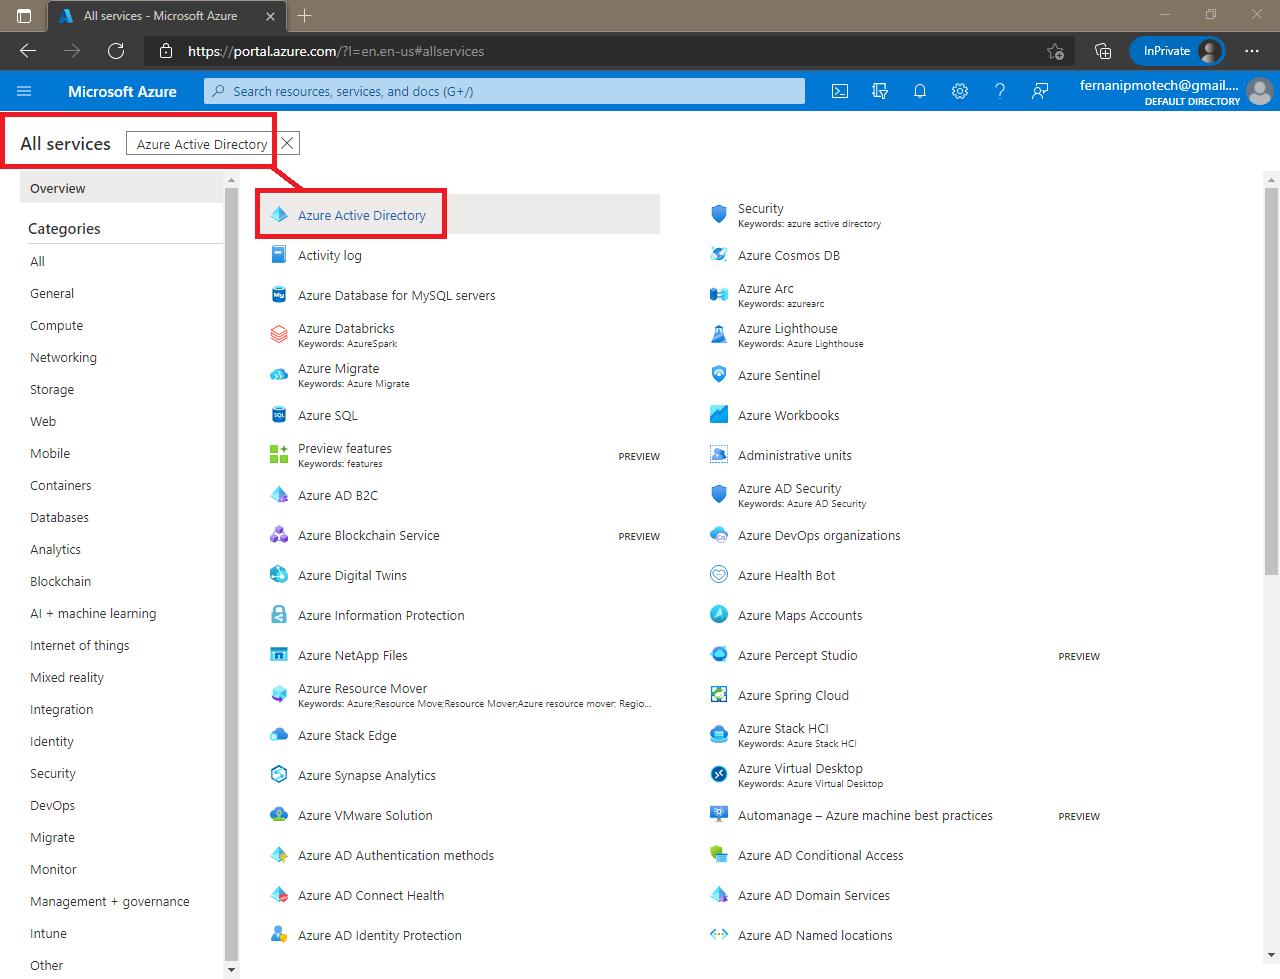 All services - Microsoft Azure
https://portal.azure.com/?l=en.en-us#allservices
InPrivate
Microsoft Azure
Search resources, services, and docs (G+/)
fernanipmotech@gmail....
DEFAULT DIRECTORY
All services
Azure Active Directory
Overview
Categories
All
General
Compute
Networking
Storage
Web
Mobile
Containers
Databases
Analytics
Blockchain
AI + machine learning
Internet of things
Mixed reality
Integration
Identity
Security
DevOps
Migrate
Monitor
Management + governance
Intune
Other
Azure Active Directory
Activity log
Azure Database for MySQL servers
Azure Databricks
Keywords: AzureSpark
Azure Migrate
Keywords: Azure Migrate
Azure SQL
Preview features
Keywords: features
PREVIEW
Azure AD B2C
Azure Blockchain Service
PREVIEW
Azure Digital Twins
Azure Information Protection
Azure NetApp Files
Azure Resource Mover
Keywords: Azure;Resource Move;Resource Mover;Azure resource mover; Regio...
Azure Stack Edge
Azure Synapse Analytics
Azure VMware Solution
Azure AD Authentication methods
Azure AD Connect Health
Azure AD Identity Protection
Security
Keywords: azure active directory
Azure Cosmos DB
Azure Arc
Keywords: azurearc
Azure Lighthouse
Keywords: Azure Lighthouse
Azure Sentinel
Azure Workbooks
Administrative units
Azure AD Security
Keywords: Azure AD Security
Azure DevOps organizations
Azure Health Bot
Azure Maps Accounts
Azure Percept Studio
PREVIEW
Azure Spring Cloud
Azure Stack HCI
Keywords: Azure Stack HCI
Azure Virtual Desktop
Keywords: Azure Virtual Desktop
Automanage – Azure machine best practices
PREVIEW
Azure AD Conditional Access
Azure AD Domain Services
Azure AD Named locations